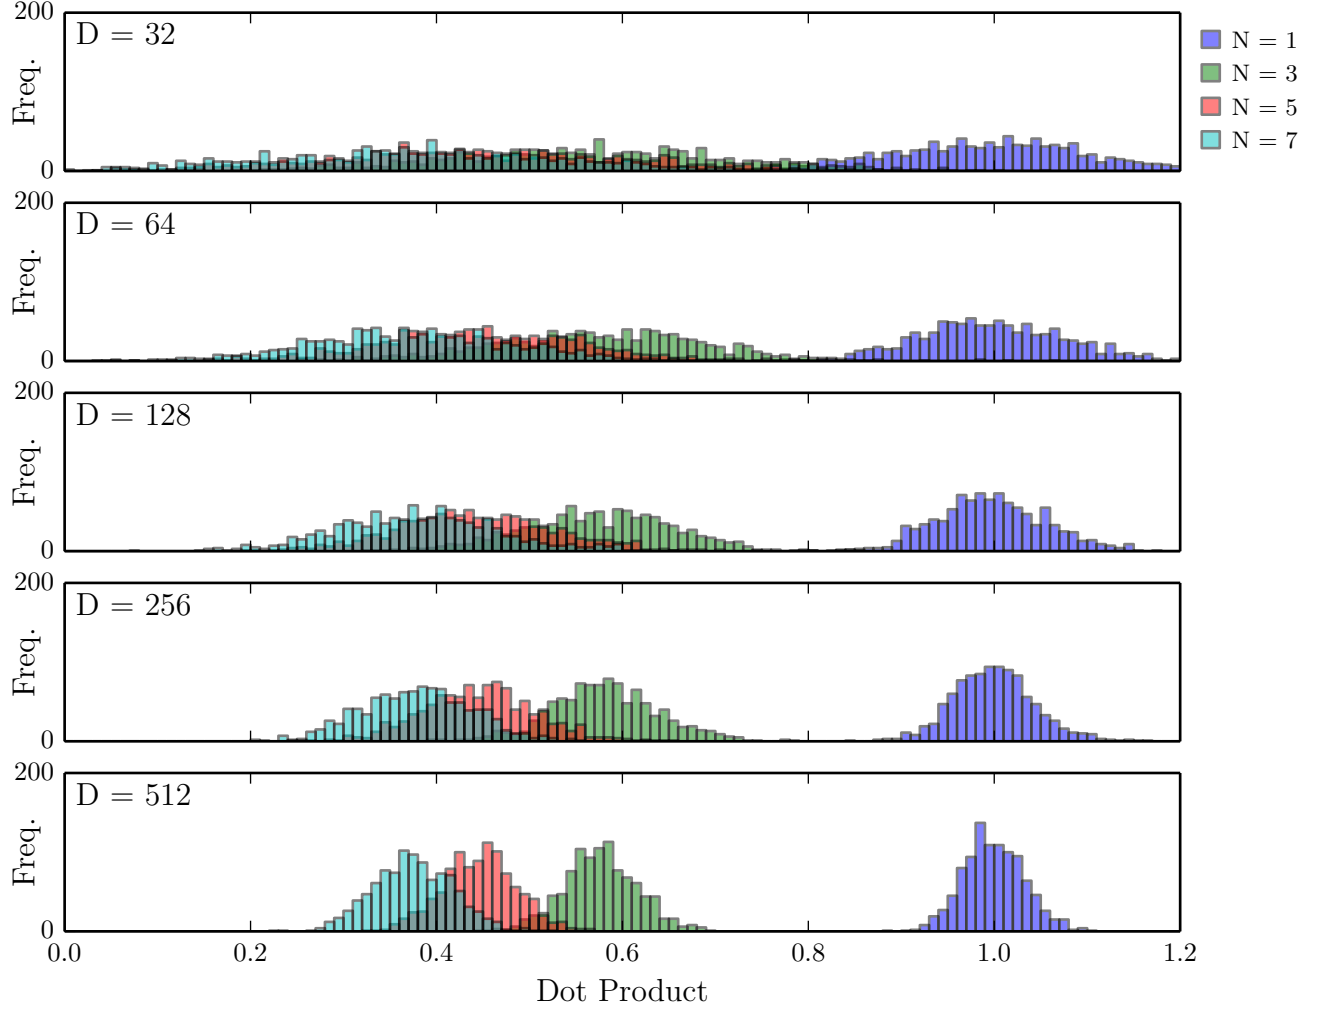 200
D = 32
Freq.
0
N = 1
N = 3
N = 5
N = 7
200
D = 64
Freq.
0
200
D = 128
Freq.
0
200
D = 256
Freq.
0
200
D = 512
Freq.
0
0.0 0.2 0.4 0.6 0.8 1.0 1.2
Dot Product